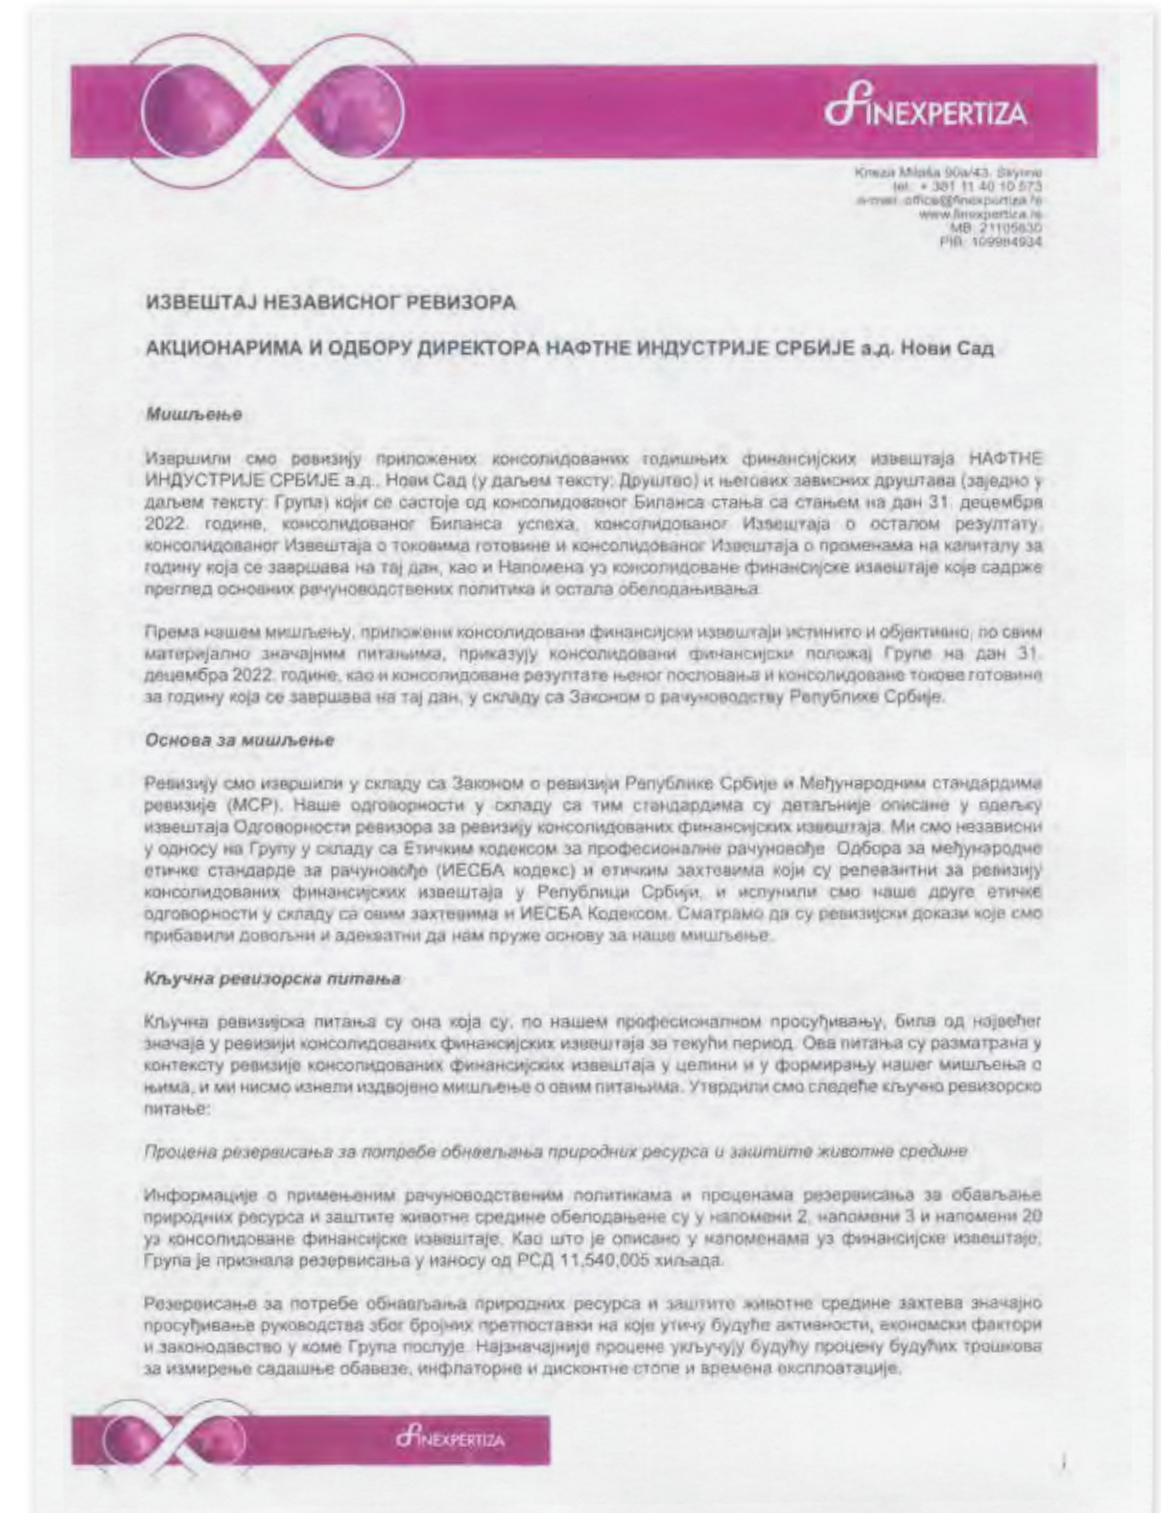 FINEXPERTIZA
Kneza Miloša 90a/43, Skyline
tel. + 381 11 40 10 573
e-mail: office@finexpertiza.rs
www.finexpertiza.rs
MB: 21105630
PIB: 109984934
ИЗВЕШТАЈ НЕЗАВИСНОГ РЕВИЗОРА
АКЦИОНАРИМА И ОДБОРУ ДИРЕКТОРА НАФТНЕ ИНДУСТРИЈЕ СРБИЈЕ а.д. Нови Сад
Мишљење
Извршили смо ревизију приложених консолидованих годишњих финансијских извештаја НАФТНЕ
ИНДУСТРИЈЕ СРБИЈЕ а.д., Нови Сад (у даљем тексту: Друштво) и његових зависних друштава (заједно у
даљем тексту: Група) који се састоје од консолидованог Биланса стања са стањем на дан 31. децембра
2022. године, консолидованог Биланса успеха, консолидованог Извештаја о осталом резултату,
консолидованог Извештаја о токовима готовине и консолидованог Извештаја о променама на капиталу за
годину која се завршава на тај дан, као и Напомена уз консолидоване финансијске извештаје које садрже
преглед основних рачуноводствених политика и остала обелодањивања.
Према нашем мишљењу, приложени консолидовани финансијски извештаји истинито и објективно, по свим
материјално значајним питањима, приказују консолидовани финансијски положај Групе на дан 31.
децембра 2022. године, као и консолидоване резултате њеног пословања и консолидоване токове готовине
за годину која се завршава на тај дан, у складу са Законом о рачуноводству Републике Србије.
Основа за мишљење
Ревизију смо извршили у складу са Законом о ревизији Републике Србије и Међународним стандардима
ревизије (МСР). Наше одговорности у складу са тим стандардима су детаљније описане у одељку
извештаја Одговорности ревизора за ревизију консолидованих финансијских извештаја. Ми смо независни
у односу на Групу у складу са Етичким кодексом за професионалне рачуновође Одбора за међународне
етичке стандарде за рачуновође (ИЕСБА кодекс) и етичким захтевима који су релевантни за ревизију
консолидованих финансијских извештаја у Републици Србији, и испунили смо наше друге етичке
одговорности у складу са овим захтевима и ИЕСБА Кодексом. Сматрамо да су ревизијски докази које смо
прибавили довољни и адекватни да нам пруже основу за наше мишљење.
Кључна ревизорска питања
Кључна ревизијска питања су она која су, по нашем професионалном просуђивању, била од највећег
значаја у ревизији консолидованих финансијских извештаја за текући период. Ова питања су разматрана у
контексту ревизије консолидованих финансијских извештаја у целини и у формирању нашег мишљења о
њима, и ми нисмо изнели издвојено мишљење о овим питањима. Утврдили смо следеће кључно ревизорско
питање:
Процена резервисања за потребе обнављања природних ресурса и заштите животне средине
Информације о примењеним рачуноводственим политикама и проценама резервисања за обављање
природних ресурса и заштите животне средине обелодањене су у напомени 2, напомени 3 и напомени 20
уз консолидоване финансијске извештаје. Као што је описано у напоменама уз финансијске извештаје,
Група је признала резервисања у износу од РСД 11,540,005 хиљада.
Резервисање за потребе обнављања природних ресурса и заштите животне средине захтева значајно
просуђивање руководства због бројних претпоставки на које утичу будуће активности, економски фактори
и законодавство у коме Група послује. Најзначајније процене укључују будућу процену будућих трошкова
за измирење садашње обавезе, инфлаторне и дисконтне стопе и времена експлоатације.
FINEXPERTIZA